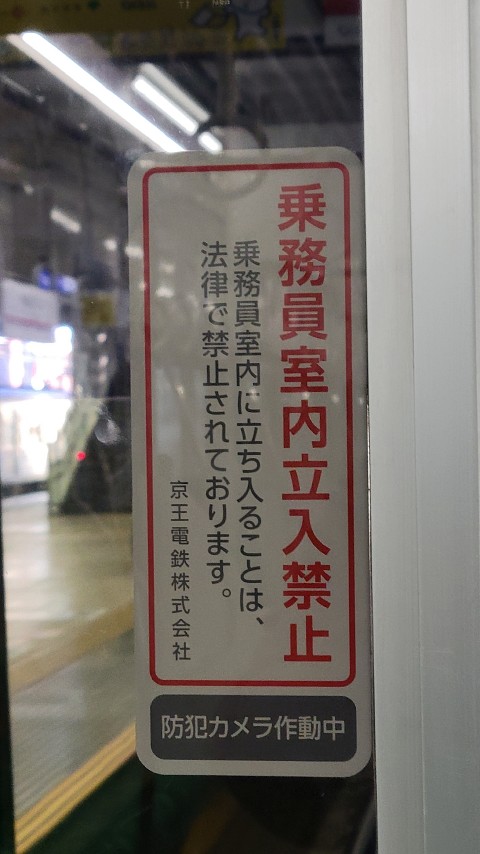 乗務員室内立入禁止
乗務員室内に立ち入ることは、
法律で禁止されております。
京王電鉄株式会社
防犯カメラ作動中